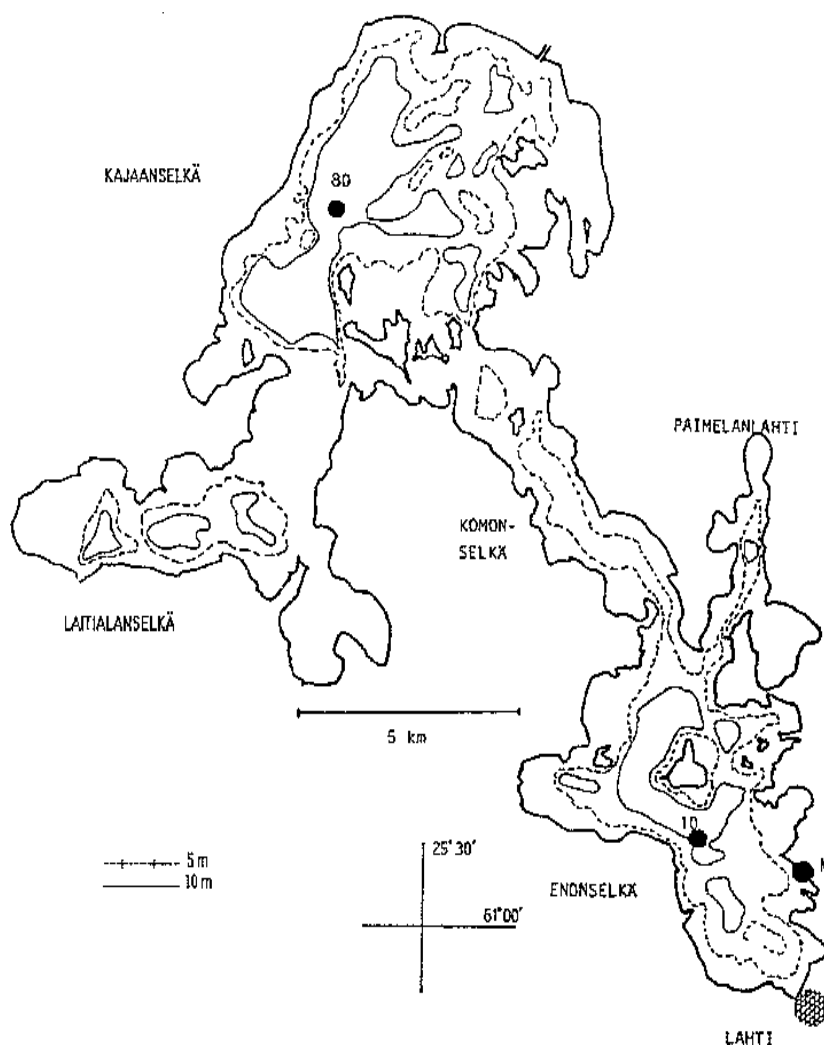 KAJAANSELKÄ
80
PAIMELANLAHTI
KOMON-
SELKÄ
LAITIALANSELKÄ
5 km
10
5 m
10 m
25°30'
61°00'
ENONSELKÄ
LAHTI